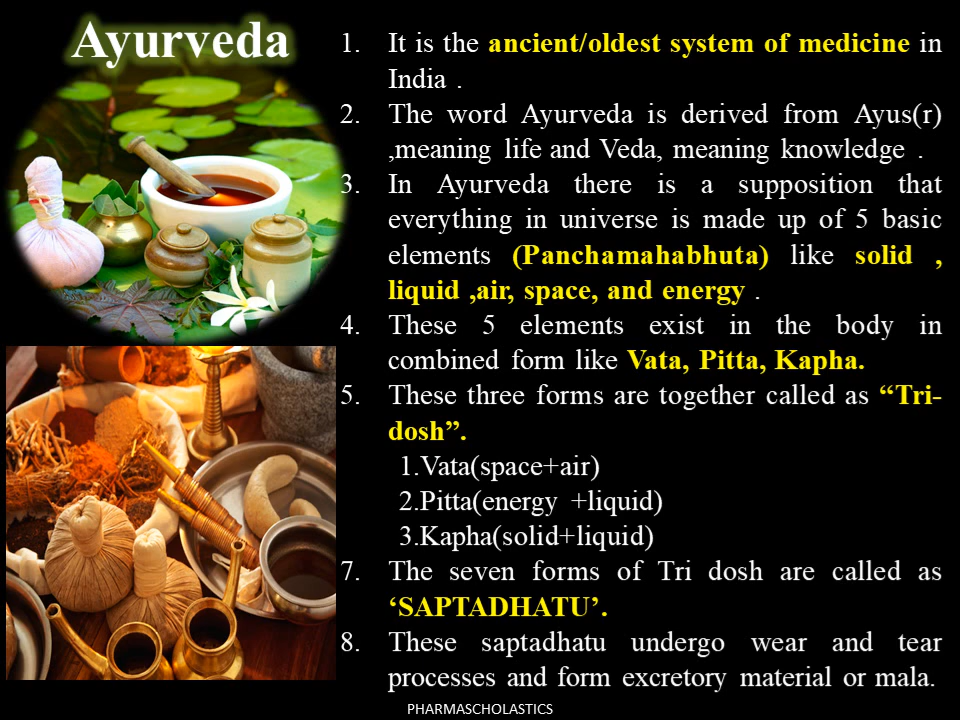 Ayurveda
1. It is the ancient/oldest system of medicine in
India .
2. The word Ayurveda is derived from Ayus(r)
,meaning life and Veda, meaning knowledge .
3. In Ayurveda there is a supposition that
everything in universe is made up of 5 basic
elements (Panchamahabhuta) like solid ,
liquid ,air, space, and energy .
4. These 5 elements exist in the body in
combined form like Vata, Pitta, Kapha.
5. These three forms are together called as “Tri-
dosh”.
1.Vata(space+air)
2.Pitta(energy +liquid)
3.Kapha(solid+liquid)
7. The seven forms of Tri dosh are called as
‘SAPTADHATU’.
8. These saptadhatu undergo wear and tear
processes and form excretory material or mala.
PHARMASCHOLASTICS